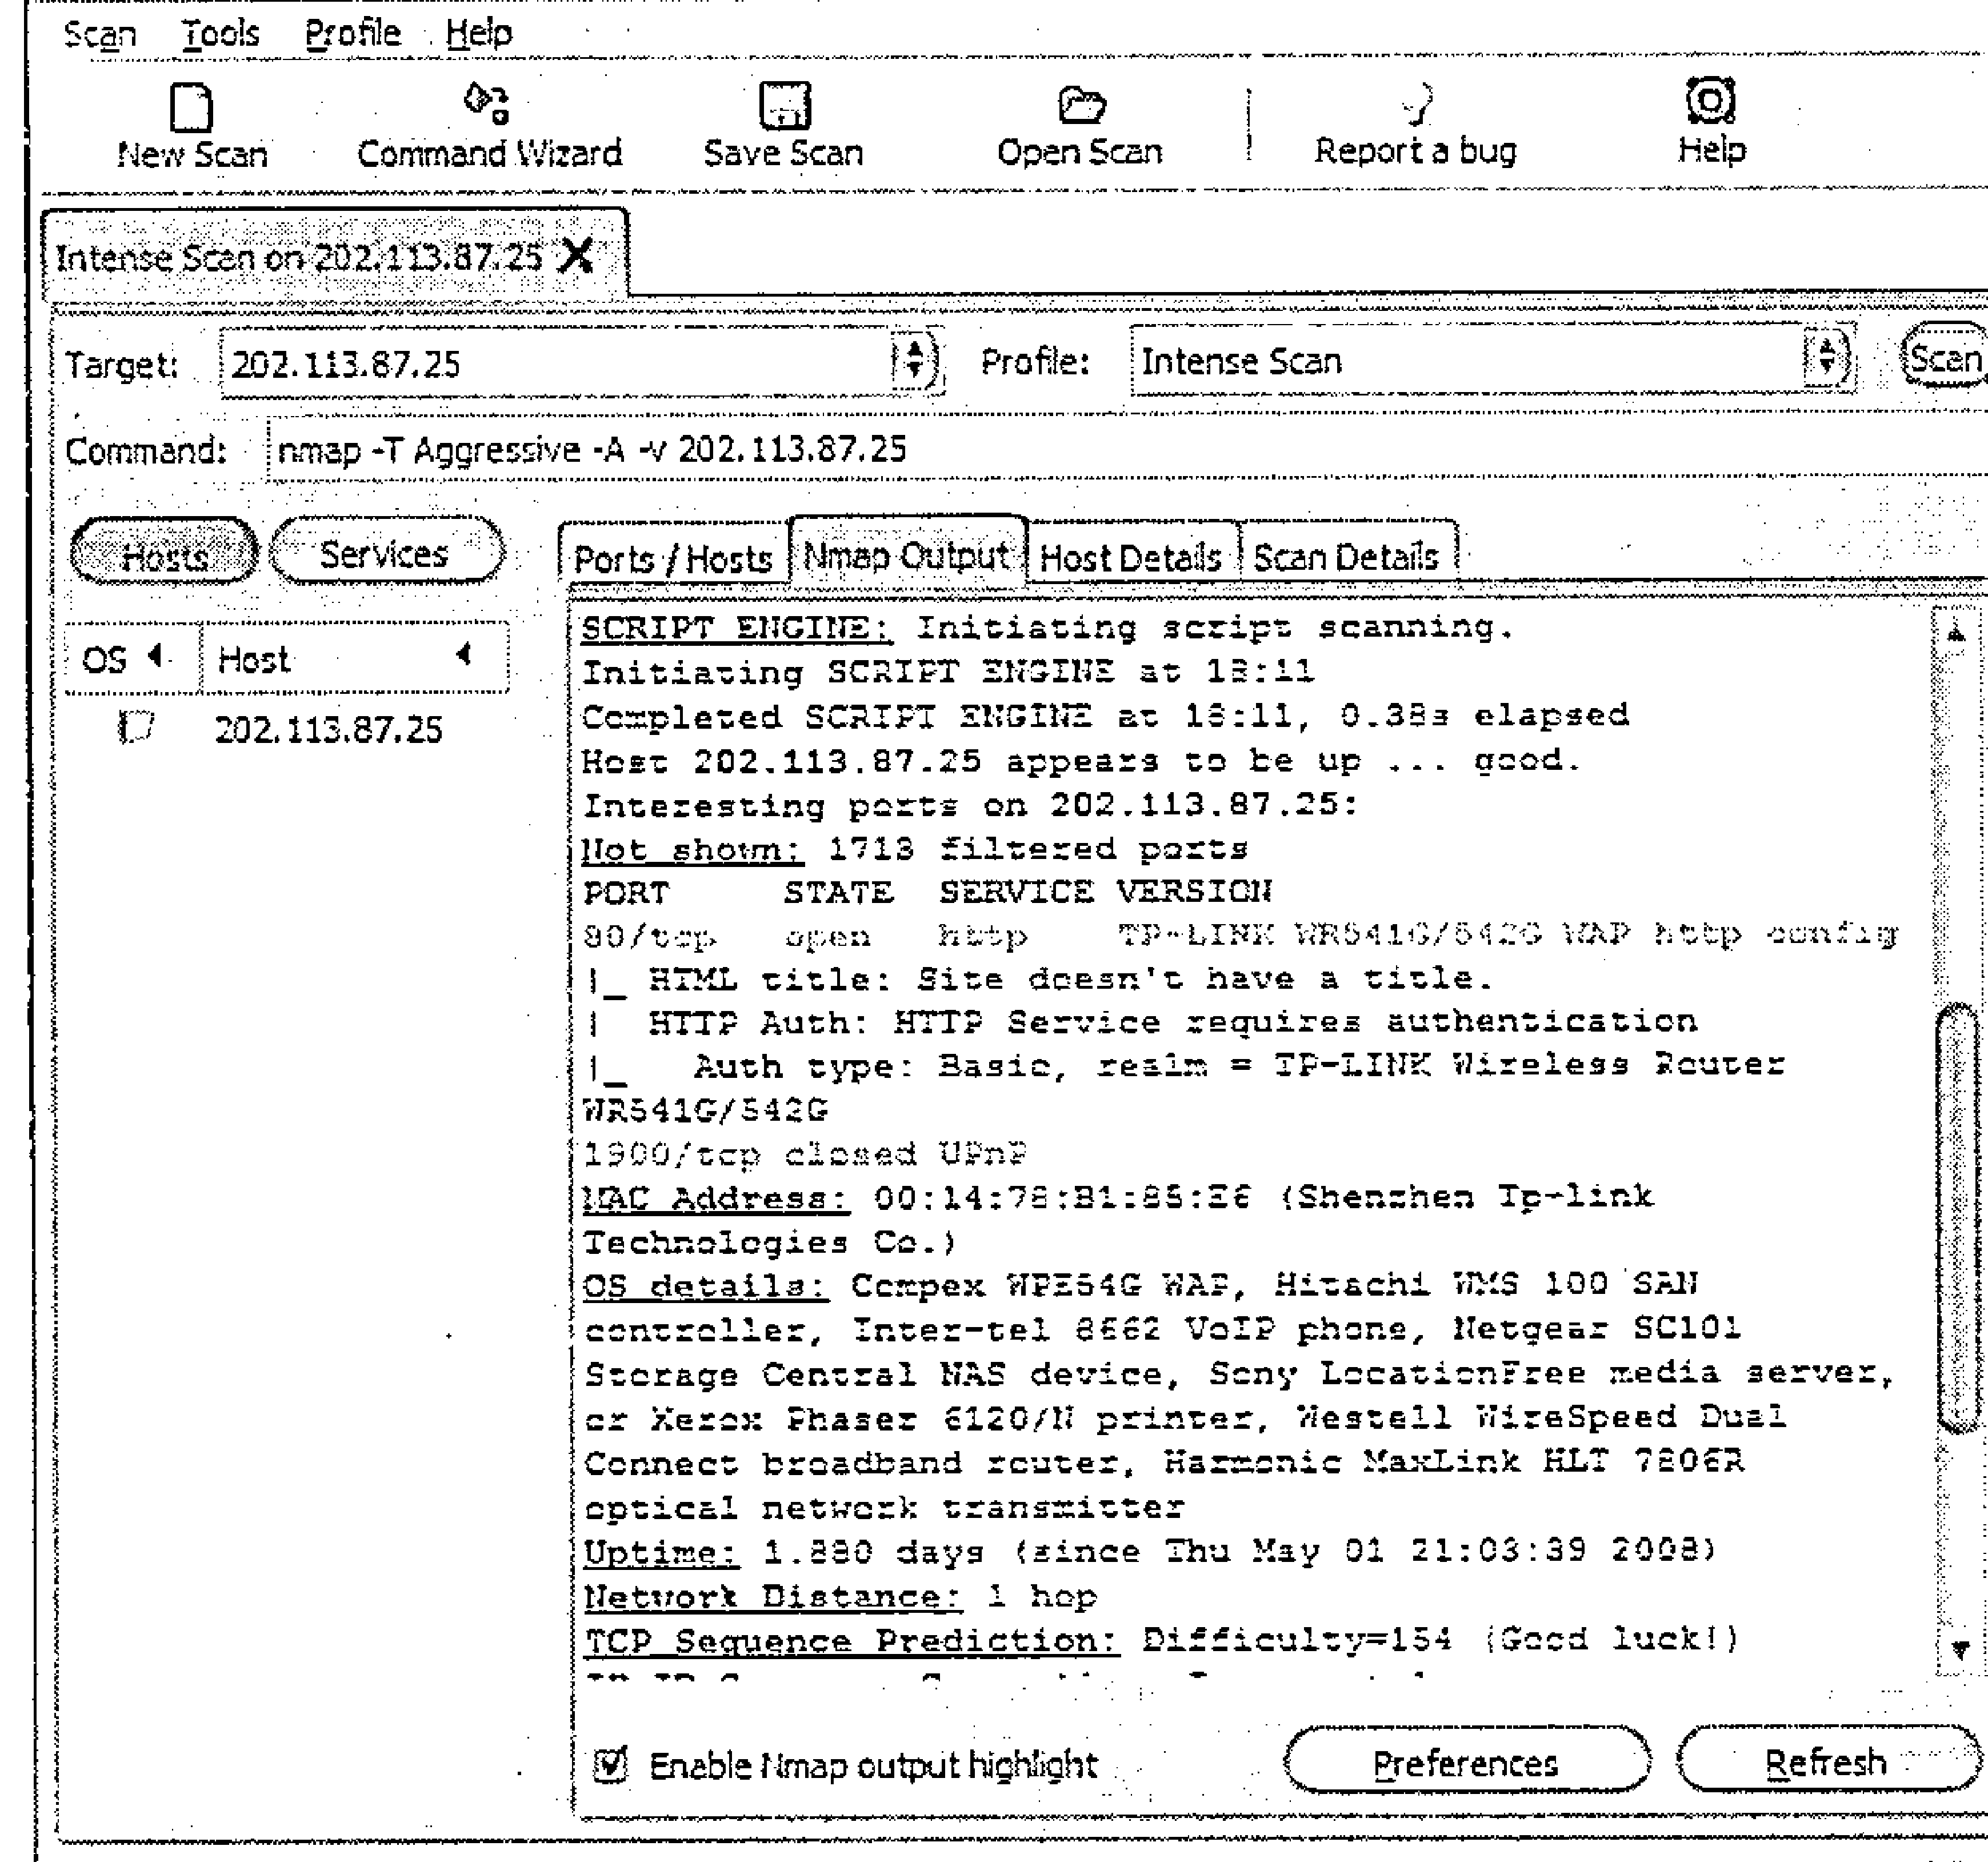 Scan Tools Profile Help
New Scan Command Wizard Save Scan Open Scan Report a bug Help
Intense Scan on 202.113.87.25
Target: 202.113.87.25 Profile: Intense Scan Scan
Command: nmap -T Aggressive -A -v 202.113.87.25
Hosts Services Ports / Hosts Nmap Output Host Details Scan Details
OS Host
202.113.87.25
SCRIPT ENGINE: Initiating script scanning.
Initiating SCRIPT ENGINE at 18:11
Completed SCRIPT ENGINE at 18:11, 0.38s elapsed
Host 202.113.87.25 appears to be up ... good.
Interesting ports on 202.113.87.25:
Not shown: 1713 filtered ports
PORT STATE SERVICE VERSION
80/tcp open http TP-LINK WR541G/542G WAP http config
|_ HTML title: Site doesn't have a title.
| HTTP Auth: HTTP Service requires authentication
|_ Auth type: Basic, realm = TP-LINK Wireless Router
WR541G/542G
1900/tcp closed UPnP
MAC Address: 00:14:78:B1:85:E6 (Shenzhen Tp-link
Technologies Co.)
OS details: Compex WPE54G WAP, Hitachi WMS 100 SAN
controller, Inter-tel 8662 VoIP phone, Netgear SC101
Storage Central NAS device, Sony LocationFree media server,
or Xerox Phaser 6120/N printer, Westell WireSpeed Dual
Connect broadband router, Harmonic MaxLink HLT 7806R
optical network transmitter
Uptime: 1.880 days (since Thu May 01 21:03:39 2008)
Network Distance: 1 hop
TCP Sequence Prediction: Difficulty=154 (Good luck!)
Enable Nmap output highlight Preferences Refresh